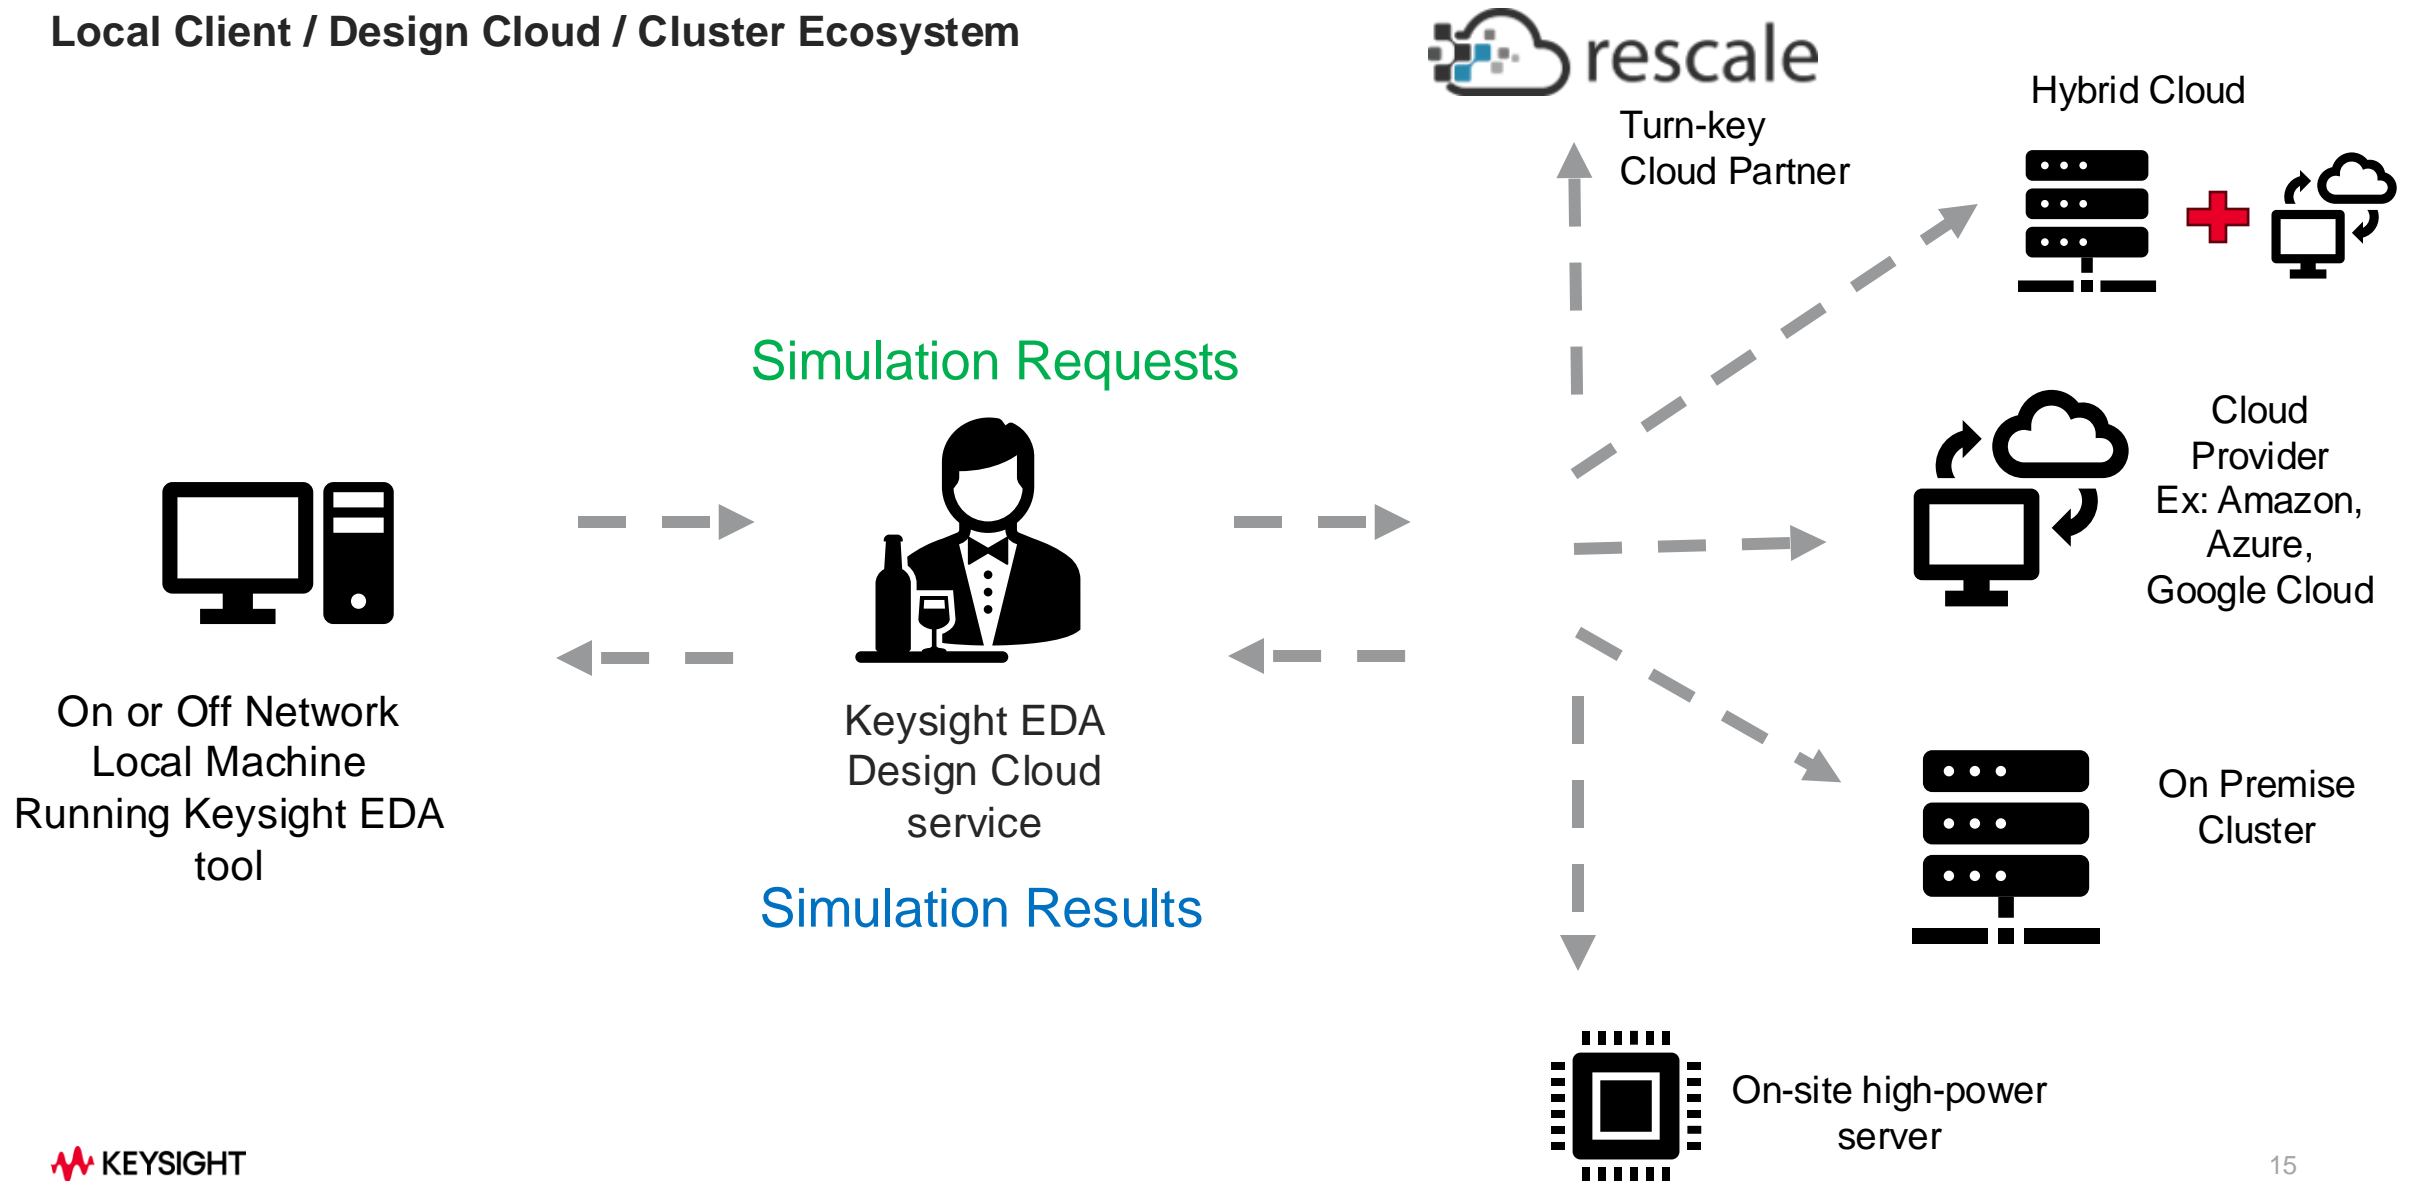 Local Client / Design Cloud / Cluster Ecosystem
rescale
Turn-key
Cloud Partner
Hybrid Cloud
Simulation Requests
Cloud
Provider
Ex: Amazon,
Azure,
Google Cloud
On or Off Network
Local Machine
Running Keysight EDA
tool
Keysight EDA
Design Cloud
service
Simulation Results
On Premise
Cluster
On-site high-power
server
KEYSIGHT
15